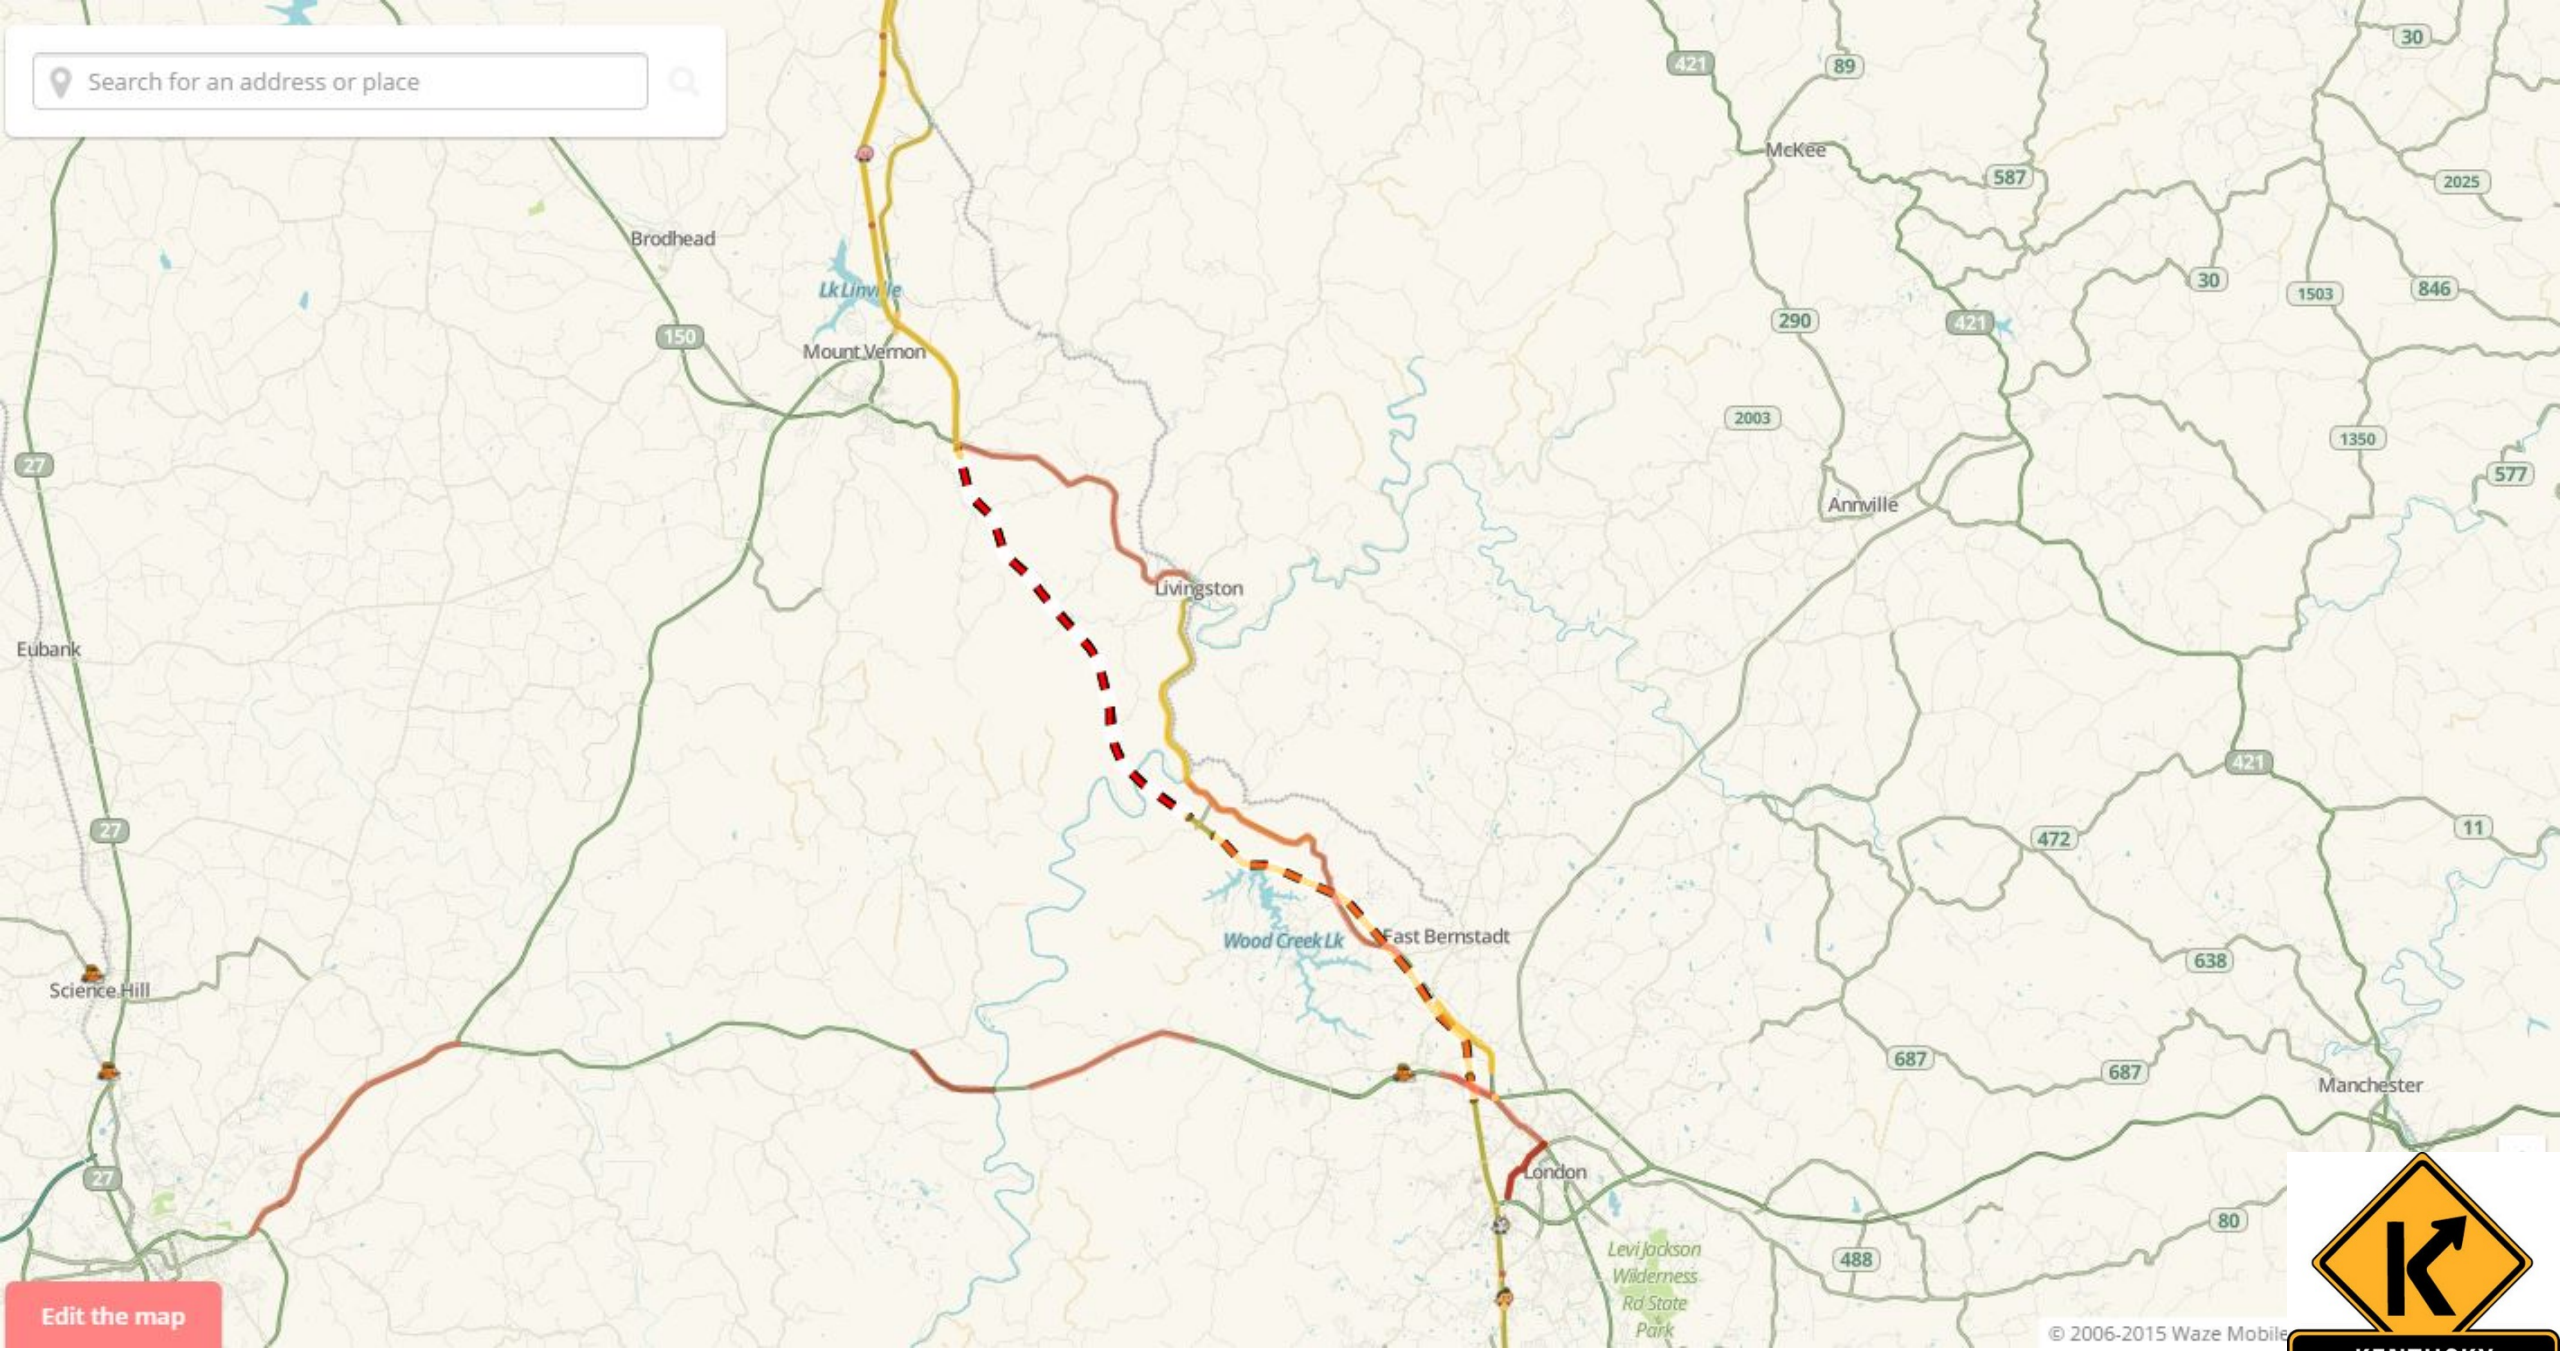 Search for an address or place
30
421
89
McKee
587
2025
Brodhead
30
Lk Linville
846
1503
290
421
150
Mount Vernon
2003
1350
27
577
Annville
Livingston
Eubank
421
11
27
472
Wood Creek Lk
East Bernstadt
638
Science Hill
687
687
Manchester
London
27
80
Levi Jackson
Wilderness
Rd State
Park
488
Edit the map
© 2006-2015 Waze Mobile
K
KENTUCKY